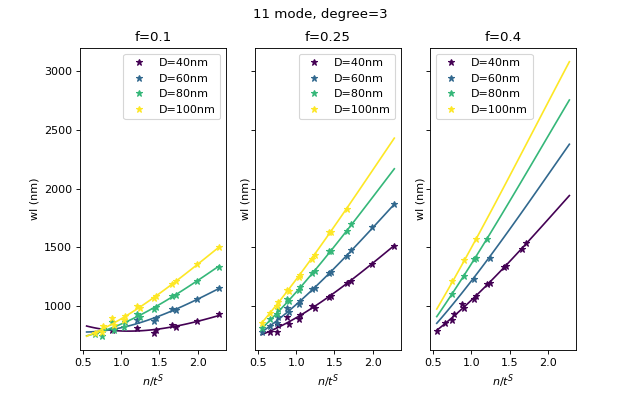 11 mode, degree=3
f=0.1
f=0.25
f=0.4
D=40nm
D=60nm
D=80nm
D=100nm
D=40nm
D=60nm
D=80nm
D=100nm
D=40nm
D=60nm
D=80nm
D=100nm
3000
2500
2000
1500
1000
wl (nm)
wl (nm)
wl (nm)
0.5 1.0 1.5 2.0
0.5 1.0 1.5 2.0
0.5 1.0 1.5 2.0
n/t^S
n/t^S
n/t^S